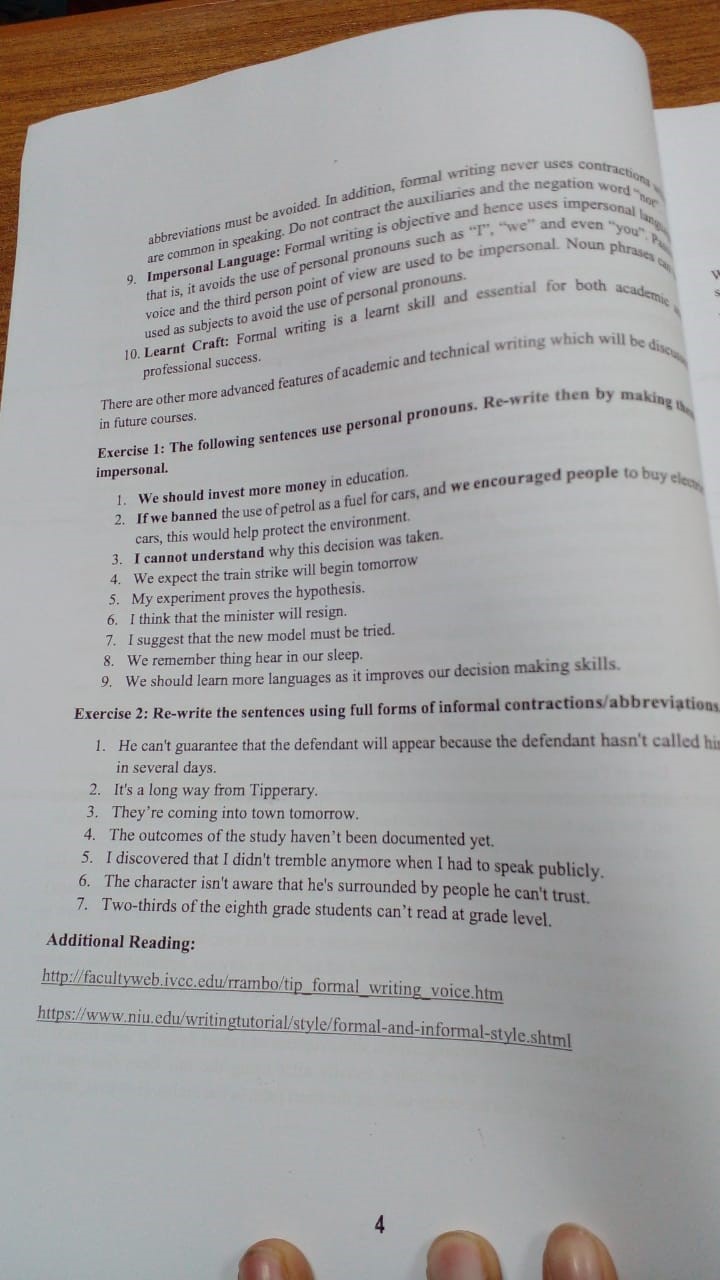 abbreviations must be avoided. In addition, formal writing never uses contractions
are common in speaking. Do not contract the auxiliaries and the negation word "not"
9. Impersonal Language: Formal writing is objective and hence uses impersonal
that is, it avoids the use of personal pronouns such as "I", "we" and even "you".
voice and the third person point of view are used to be impersonal. Noun phrases can
used as subjects to avoid the use of personal pronouns.
10. Learnt Craft: Formal writing is a learnt skill and essential for both academic
professional success.
There are other more advanced features of academic and technical writing which will be
in future courses.
Exercise 1: The following sentences use personal pronouns. Re-write then by making
impersonal.
1. We should invest more money in education.
2. If we banned the use of petrol as a fuel for cars, and we encouraged people to buy
cars, this would help protect the environment.
3. I cannot understand why this decision was taken.
4. We expect the train strike will begin tomorrow
5. My experiment proves the hypothesis.
6. I think that the minister will resign.
7. I suggest that the new model must be tried.
8. We remember thing hear in our sleep.
9. We should learn more languages as it improves our decision making skills.
Exercise 2: Re-write the sentences using full forms of informal contractions/abbreviations
1. He can't guarantee that the defendant will appear because the defendant hasn't called
in several days.
2. It's a long way from Tipperary.
3. They're coming into town tomorrow.
4. The outcomes of the study haven't been documented yet.
5. I discovered that I didn't tremble anymore when I had to speak publicly.
6. The character isn't aware that he's surrounded by people he can't trust.
7. Two-thirds of the eighth grade students can't read at grade level.
Additional Reading:
http://facultyweb.ivcc.edu/rrambo/tip_formal_writing_voice.htm
https://www.niu.edu/writingtutorial/style/formal-and-informal-style.shtml
4